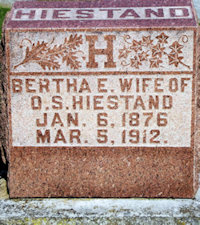 HIESTAND
H
BERTHA E. WIFE OF
O.S. HIESTAND
JAN. 6, 1876
MAR. 5, 1912.